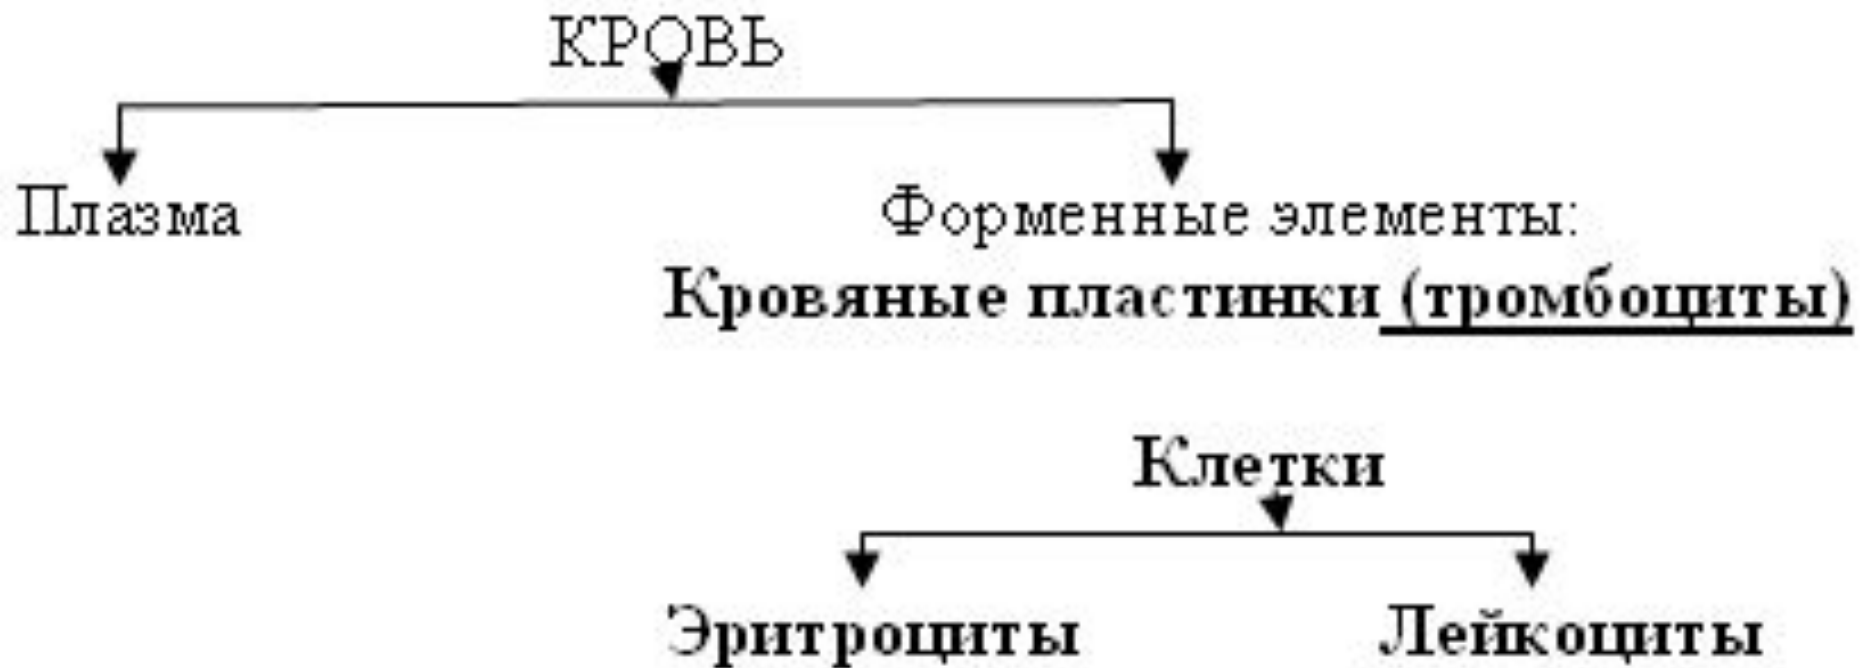 КРОВЬ
Плазма
Форменные элементы:
Кровяные пластинки (тромбоциты)
Клетки
Эритроциты
Лейкоциты